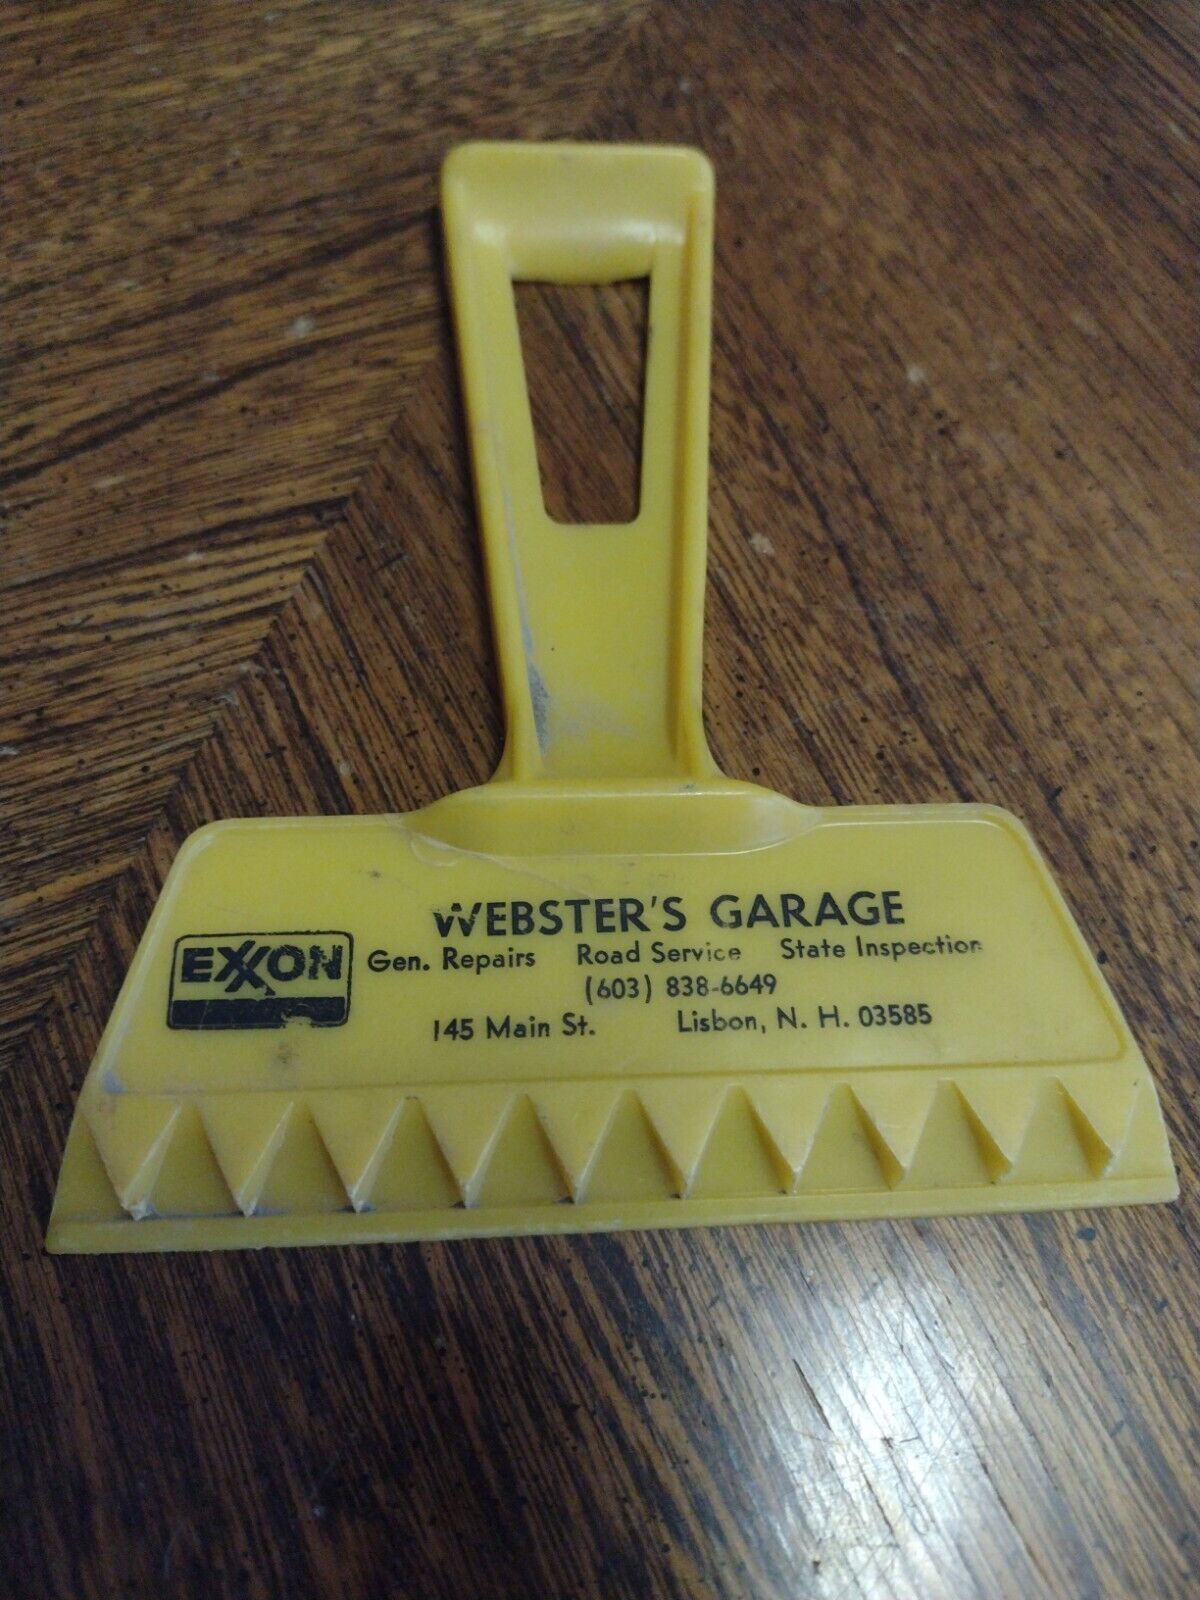 WEBSTER'S GARAGE
EXXON
Gen. Repairs Road Service State Inspection
(603) 838-6649
145 Main St. Lisbon, N. H. 03585